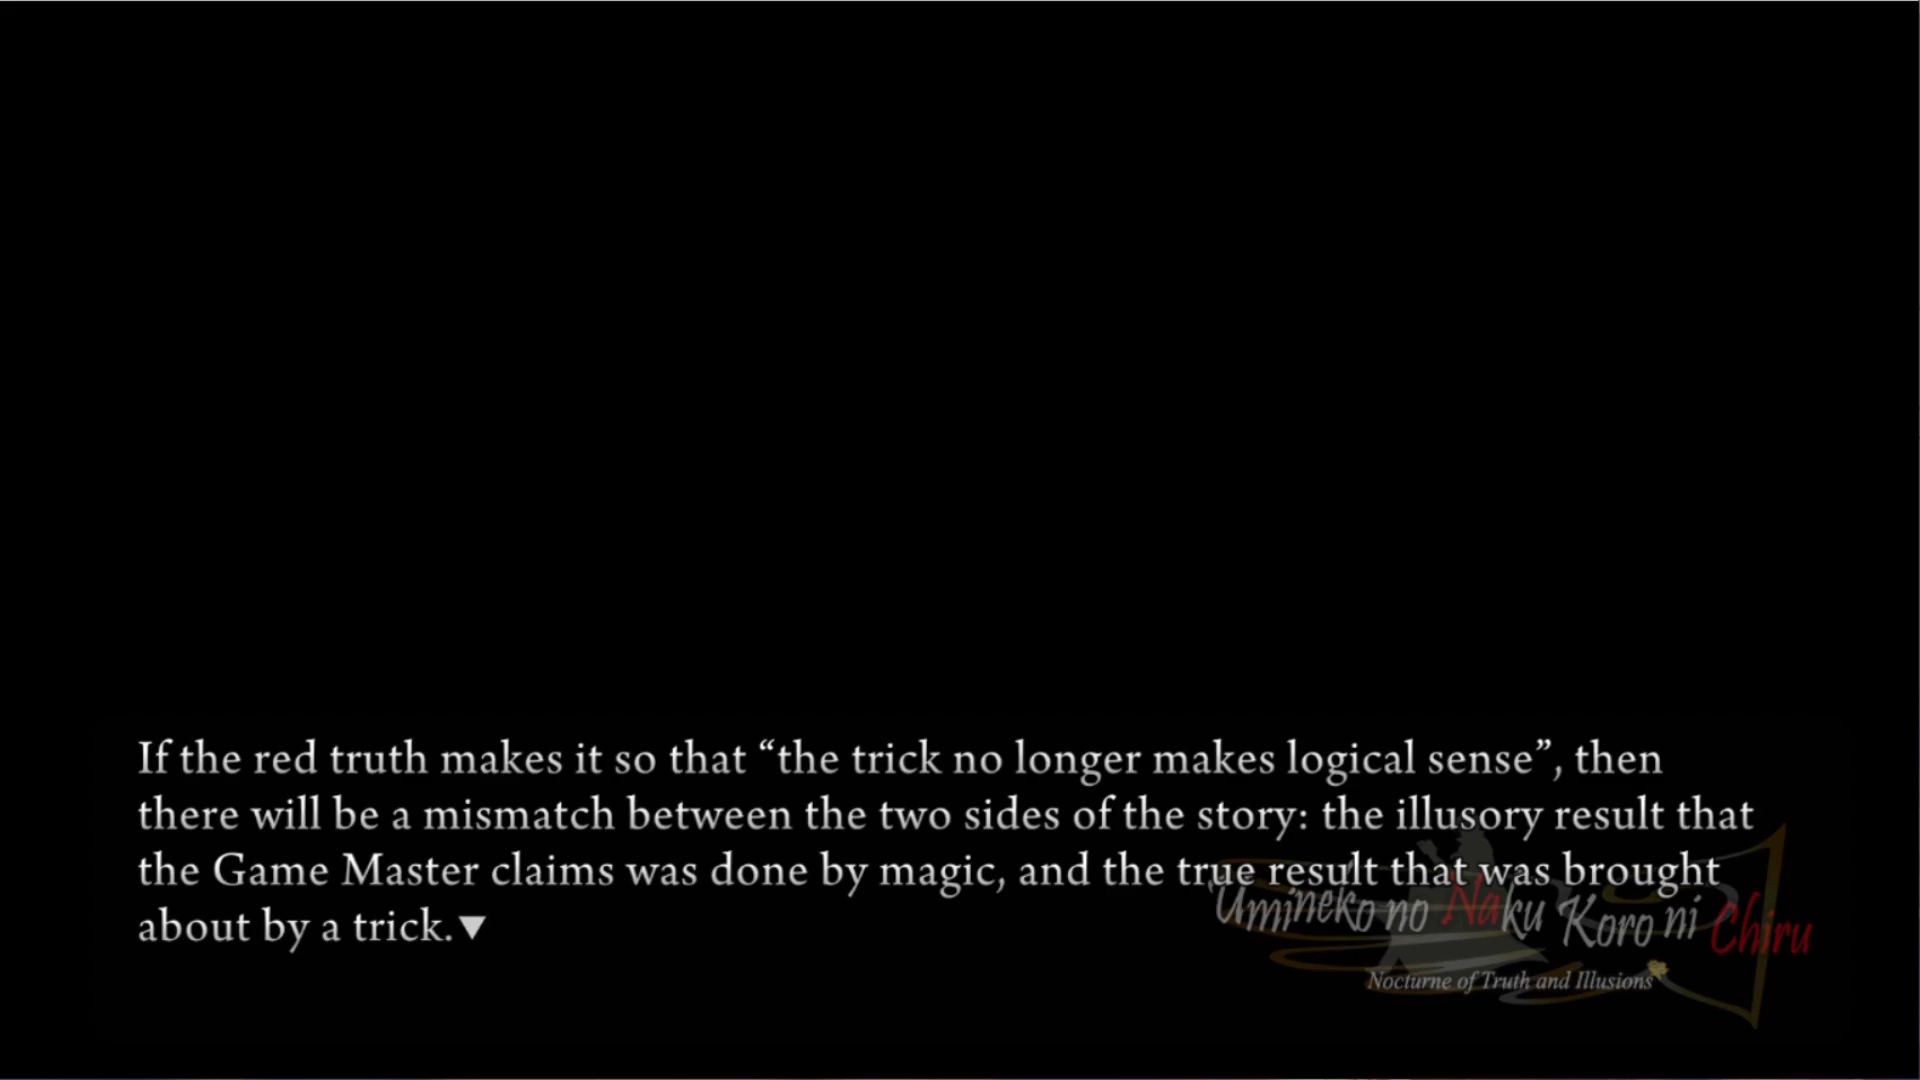 If the red truth makes it so that “the trick no longer makes logical sense”, then
there will be a mismatch between the two sides of the story: the illusory result that
the Game Master claims was done by magic, and the true result that was brought
about by a trick.▼
Umineko no Naku Koro ni Chiru
Nocturne of Truth and Illusions